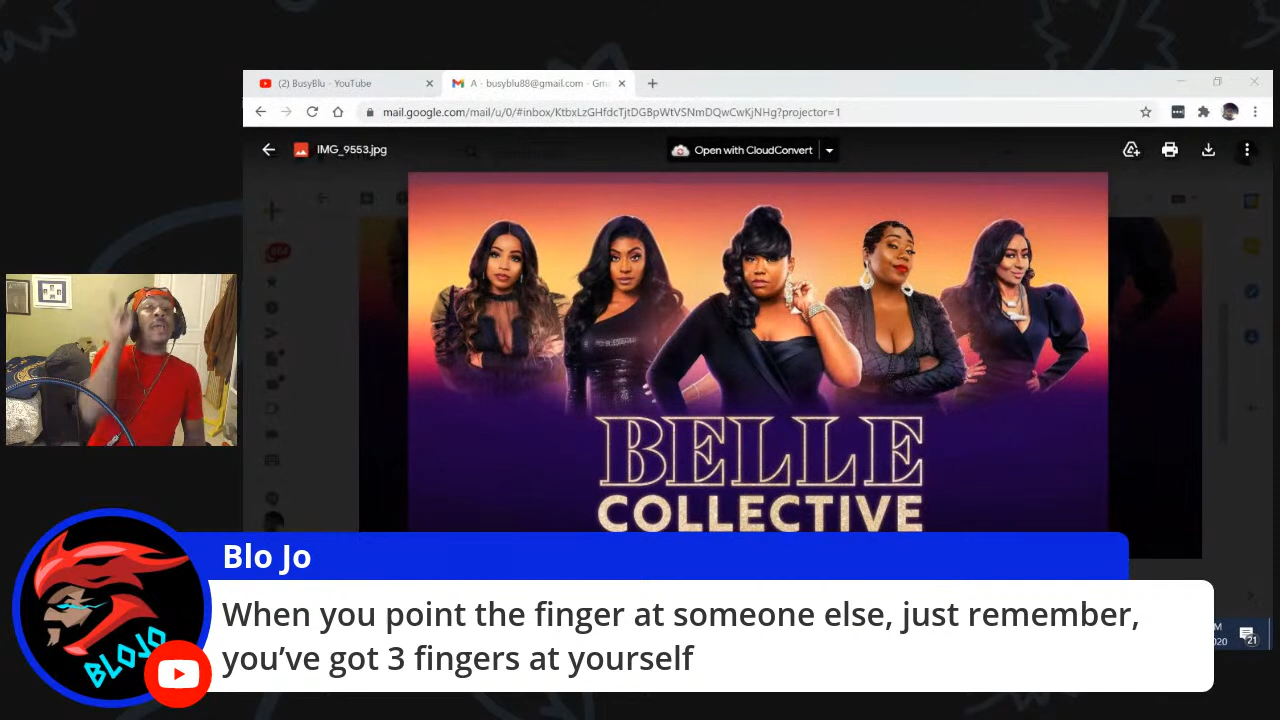 (2) BusyBlu - YouTube
A - busyblu88@gmail.com - Gm
mail.google.com/mail/u/0/#inbox/KtbxLzGHfdcTjtDGBpWtVSNmDQwCwKjNHg?projector=1
IMG_9553.jpg
Open with CloudConvert
BELLE
COLLECTIVE
Blo Jo
When you point the finger at someone else, just remember,
you’ve got 3 fingers at yourself
BLOJO
M
020
21